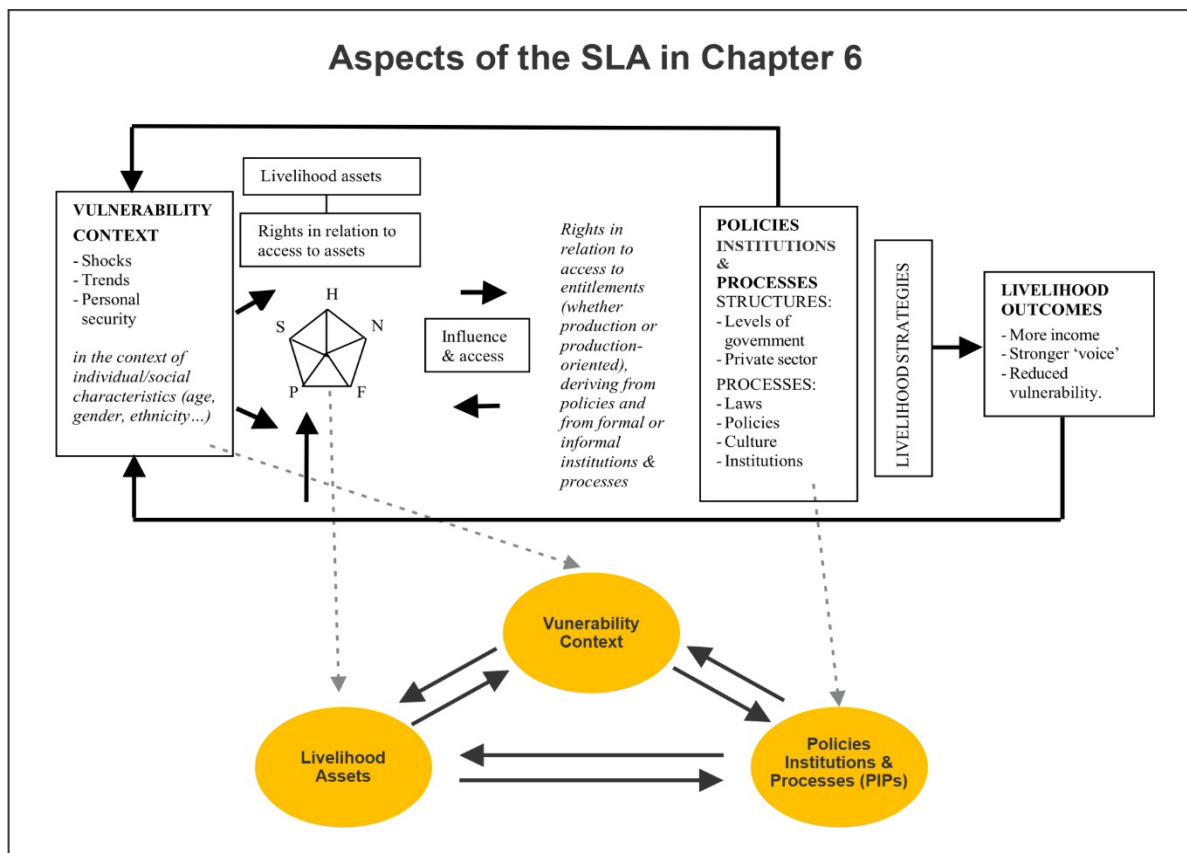 Aspects of the SLA in Chapter 6
Livelihood assets
Rights in relation to
access to assets
VULNERABILITY
CONTEXT
- Shocks
- Trends
- Personal
security
in the context of
individual/social
characteristics (age,
gender, ethnicity…)
H
S
N
P
F
Influence
& access
Rights in
relation to
access to
entitlements
(whether
production or
production-
oriented),
deriving from
policies and
from formal or
informal
institutions &
processes
POLICIES
INSTITUTIONS
&
PROCESSES
STRUCTURES:
- Levels of
government
- Private sector
PROCESSES:
- Laws
- Policies
- Culture
- Institutions
LIVELIHOOD STRATEGIES
LIVELIHOOD
OUTCOMES
- More income
- Stronger ‘voice’
- Reduced
vulnerability.
Vunerability
Context
Livelihood
Assets
Policies
Institutions &
Processes (PIPs)